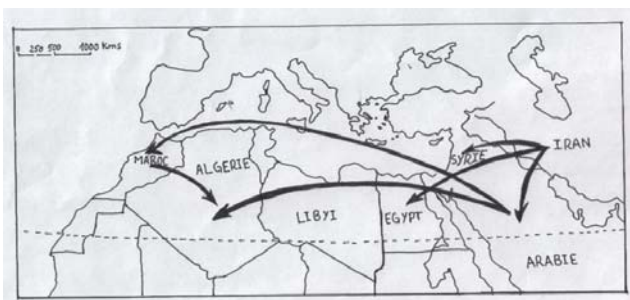 0 250 500 1000 Kms
IRAN
MAROC
SYRIE
ALGERIE
LIBYI
EGYPT
ARABIE